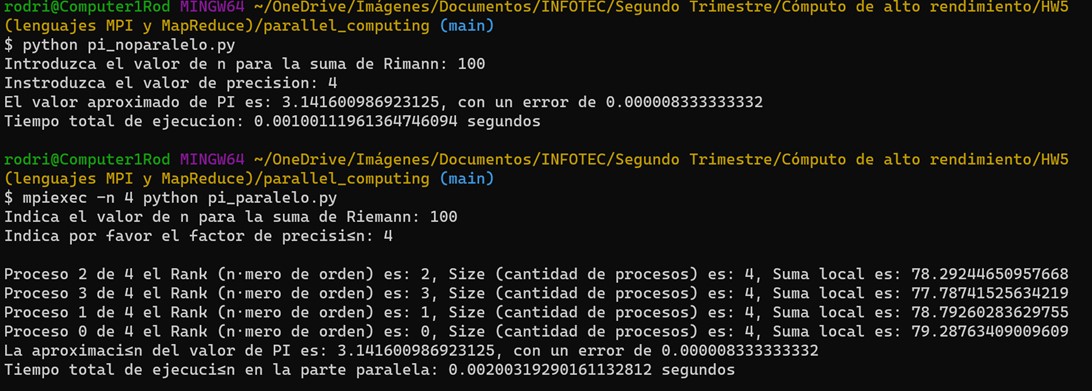 rodri@Computer1Rod MINGW64 ~/OneDrive/Imágenes/Documentos/INFOTEC/Segundo Trimestre/Cómputo de alto rendimiento/HW5
(lenguajes MPI y MapReduce)/parallel_computing (main)
$ python pi_noparalelo.py
Introduzca el valor de n para la suma de Rimann: 100
Instroduzca el valor de precision: 4
El valor aproximado de PI es: 3.141600986923125, con un error de 0.000008333333332
Tiempo total de ejecucion: 0.00100111961364746094 segundos
rodri@Computer1Rod MINGW64 ~/OneDrive/Imágenes/Documentos/INFOTEC/Segundo Trimestre/Cómputo de alto rendimiento/HW5
(lenguajes MPI y MapReduce)/parallel_computing (main)
$ mpiexec -n 4 python pi_paralelo.py
Indica el valor de n para la suma de Riemann: 100
Indica por favor el factor de precisi≤n: 4
Proceso 2 de 4 el Rank (n·mero de orden) es: 2, Size (cantidad de procesos) es: 4, Suma local es: 78.29244650957668
Proceso 3 de 4 el Rank (n·mero de orden) es: 3, Size (cantidad de procesos) es: 4, Suma local es: 77.78741525634219
Proceso 1 de 4 el Rank (n·mero de orden) es: 1, Size (cantidad de procesos) es: 4, Suma local es: 78.79260283629755
Proceso 0 de 4 el Rank (n·mero de orden) es: 0, Size (cantidad de procesos) es: 4, Suma local es: 79.28763409009609
La aproximaci≤n del valor de PI es: 3.141600986923125, con un error de 0.000008333333332
Tiempo total de ejecuci≤n en la parte paralela: 0.00200319290161132812 segundos